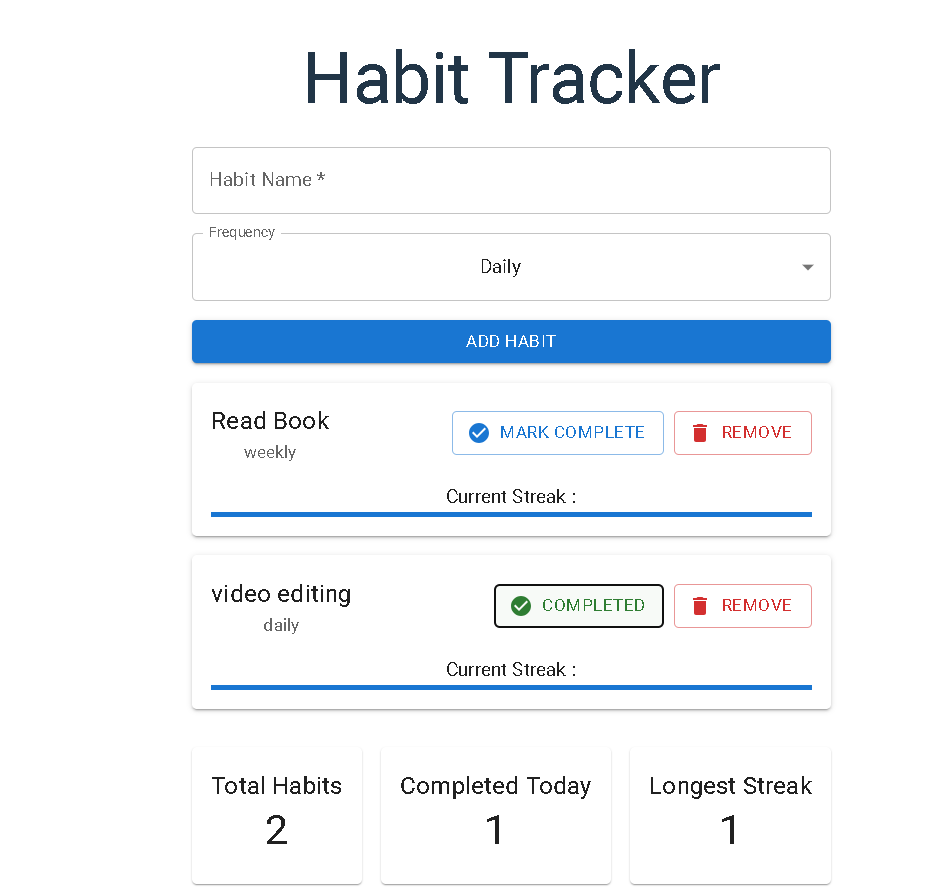 Habit Tracker
Habit Name *
Frequency
Daily
ADD HABIT
Read Book
weekly
MARK COMPLETE
REMOVE
Current Streak :
video editing
daily
COMPLETED
REMOVE
Current Streak :
Total Habits
2
Completed Today
1
Longest Streak
1